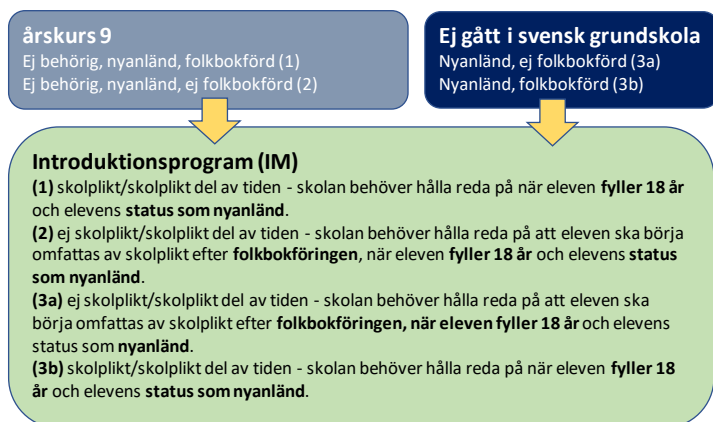 årskurs 9
Ej behörig, nyanländ, folkbokförd (1)
Ej behörig, nyanländ, ej folkbokförd (2)
Ej gått i svensk grundskola
Nyanländ, ej folkbokförd (3a)
Nyanländ, folkbokförd (3b)
Introduktionsprogram (IM)
(1) skolplikt/skolplikt del av tiden - skolan behöver hålla reda på när eleven fyller 18 år
och elevens status som nyanländ.
(2) ej skolplikt/skolplikt del av tiden - skolan behöver hålla reda på att eleven ska börja
omfattas av skolplikt efter folkbokföringen, när eleven fyller 18 år och elevens status
som nyanländ.
(3a) ej skolplikt/skolplikt del av tiden - skolan behöver hålla reda på att eleven ska
börja omfattas av skolplikt efter folkbokföringen, när eleven fyller 18 år och elevens
status som nyanländ.
(3b) skolplikt/skolplikt del av tiden - skolan behöver hålla reda på när eleven fyller 18
år och elevens status som nyanländ.